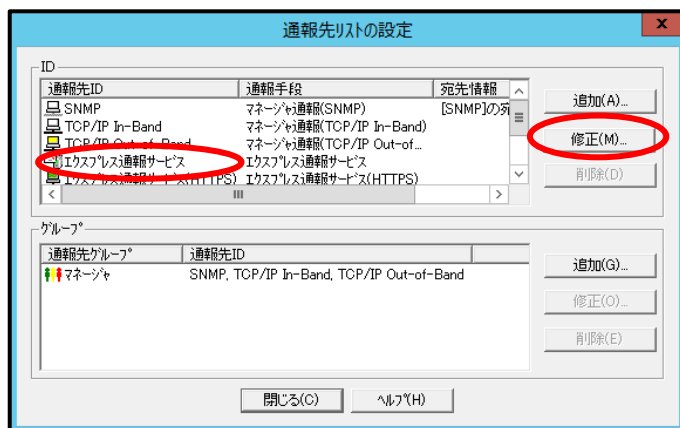 通報先リストの設定
x
ID
通報先ID 通報手段 宛先情報
SNMP マネージャ通報(SNMP) [SNMP]の宛
TCP/IP In-Band マネージャ通報(TCP/IP In-Band)
TCP/IP Out-of-Band マネージャ通報(TCP/IP Out-of...
エクスプレス通報サービス エクスプレス通報サービス
エクスプレス通報サービス(HTTPS) エクスプレス通報サービス(HTTPS)
追加(A)...
修正(M)...
削除(D)
グループ
通報先グループ 通報先ID
マネージャ SNMP, TCP/IP In-Band, TCP/IP Out-of-Band
追加(G)...
修正(O)...
削除(E)
閉じる(C) ヘルプ(H)